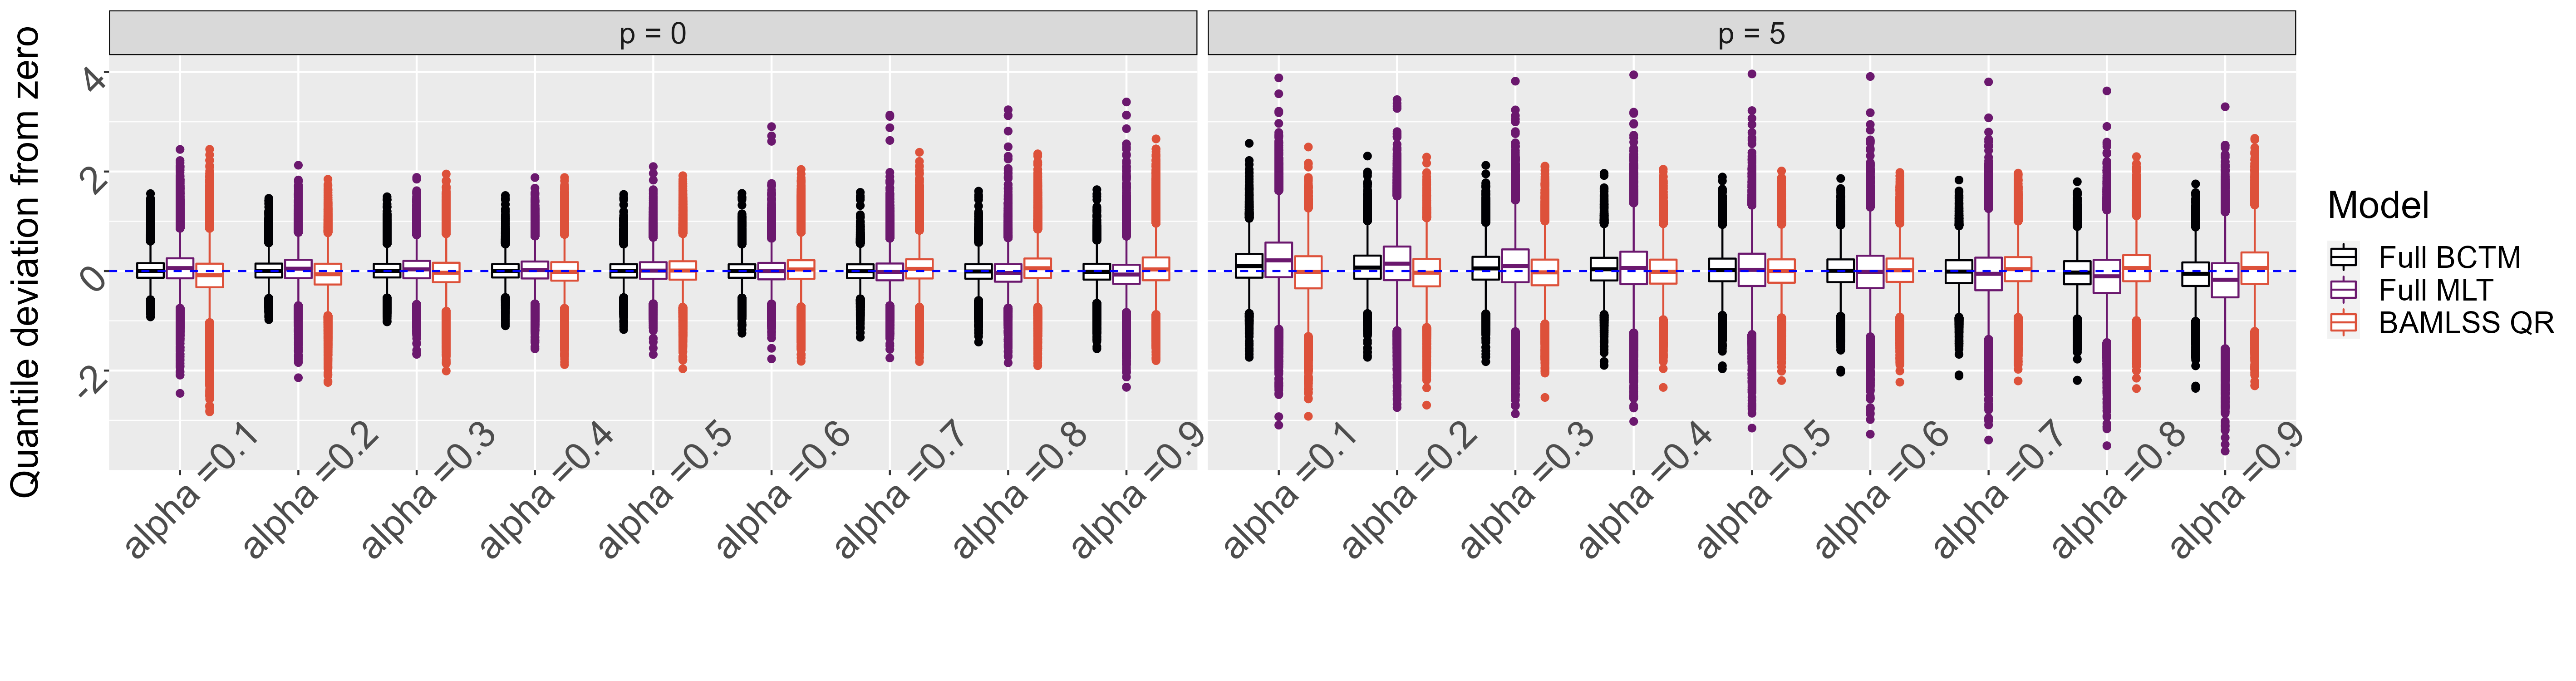 p = 0
p = 5
Quantile deviation from zero
4
2
0
-2
alpha =0.1
alpha =0.2
alpha =0.3
alpha =0.4
alpha =0.5
alpha =0.6
alpha =0.7
alpha =0.8
alpha =0.9
alpha =0.1
alpha =0.2
alpha =0.3
alpha =0.4
alpha =0.5
alpha =0.6
alpha =0.7
alpha =0.8
alpha =0.9
Model
Full BCTM
Full MLT
BAMLSS QR